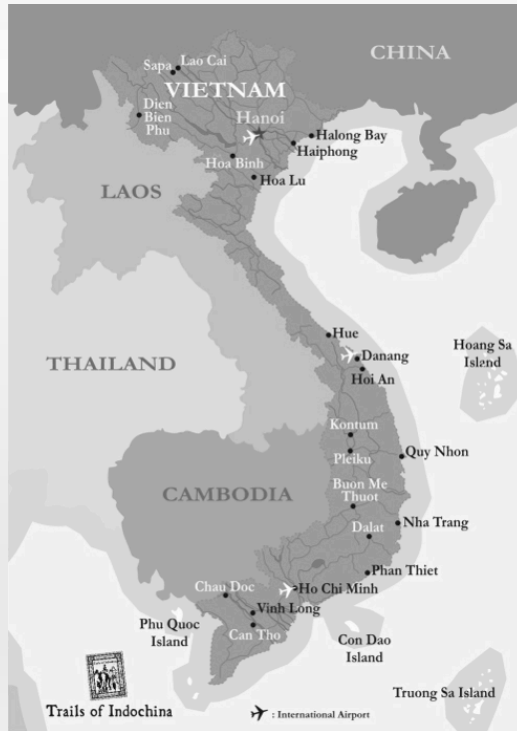 CHINA
Lao Cai
Sapa
VIETNAM
Dien
Bien
Phu
Hanoi
Halong Bay
Haiphong
Hoa Binh
Hoa Lu
LAOS
Hue
Danang
Hoi An
Hoang Sa
Island
THAILAND
Kontum
Pleiku
Quy Nhon
Buon Me
Thuot
CAMBODIA
Nha Trang
Dalat
Phan Thiet
Chau Doc
Ho Chi Minh
Vinh Long
Can Tho
Phu Quoc
Island
Con Dao
Island
Truong Sa Island
Trails of Indochina
: International Airport